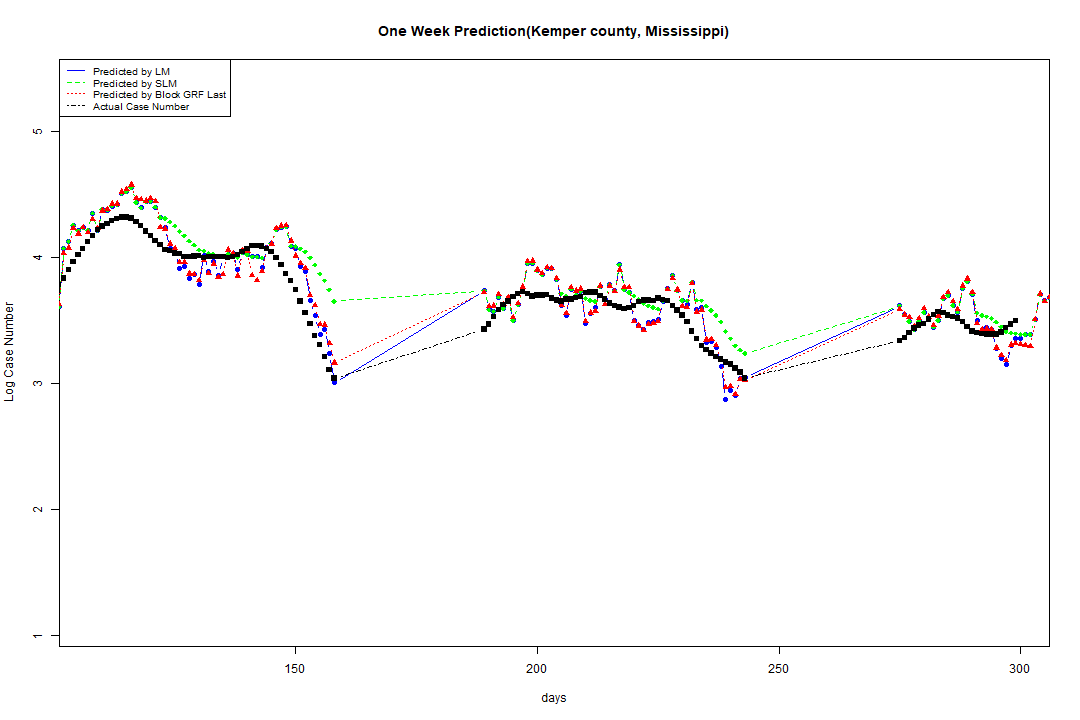 One Week Prediction(Kemper county, Mississippi)
Predicted by LM
Predicted by SLM
Predicted by Block GRF Last
Actual Case Number
5
4
3
2
1
Log Case Number
150
200
250
300
days